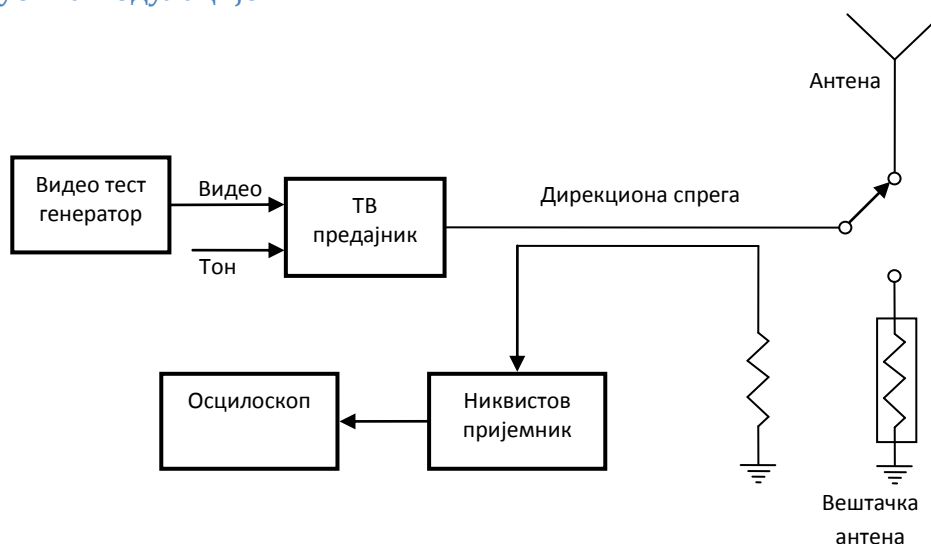 Антена
Видео тест
генератор
Видео
Тон
ТВ
предајник
Дирекциона спрега
Осцилоскоп
Никвистов
пријемник
Вештачка
антена